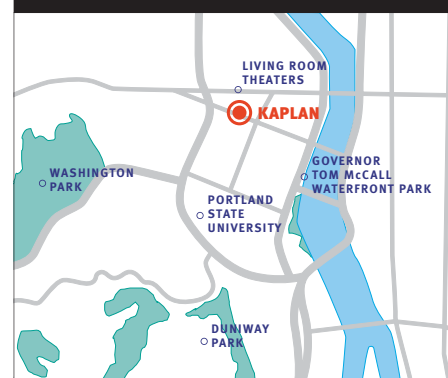 LIVING ROOM
THEATERS
KAPLAN
GOVERNOR
TOM McCALL
WATERFRONT PARK
WASHINGTON
PARK
PORTLAND
STATE
UNIVERSITY
DUNIWAY
PARK